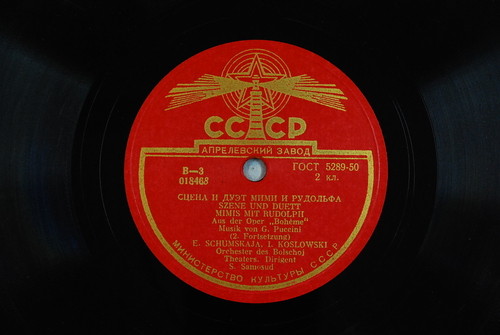 СССР
АПРЕЛЕВСКИЙ ЗАВОД
В—3
018468
ГОСТ 5289-50
2 кл.
СЦЕНА И ДУЭТ МИМИ И РУДОЛЬФА
SZENE UND DUETT
MIMIS MIT RUDOLPH
Aus der Oper „Bohême"
Musik von G. Puccini
(2. Fortsetzung)
E. SCHUMSKAJA, I. KOSLOWSKI
Orchester des Bolschoj
Theaters. Dirigent
S. Samosud
МИНИСТЕРСТВО КУЛЬТУРЫ СССР